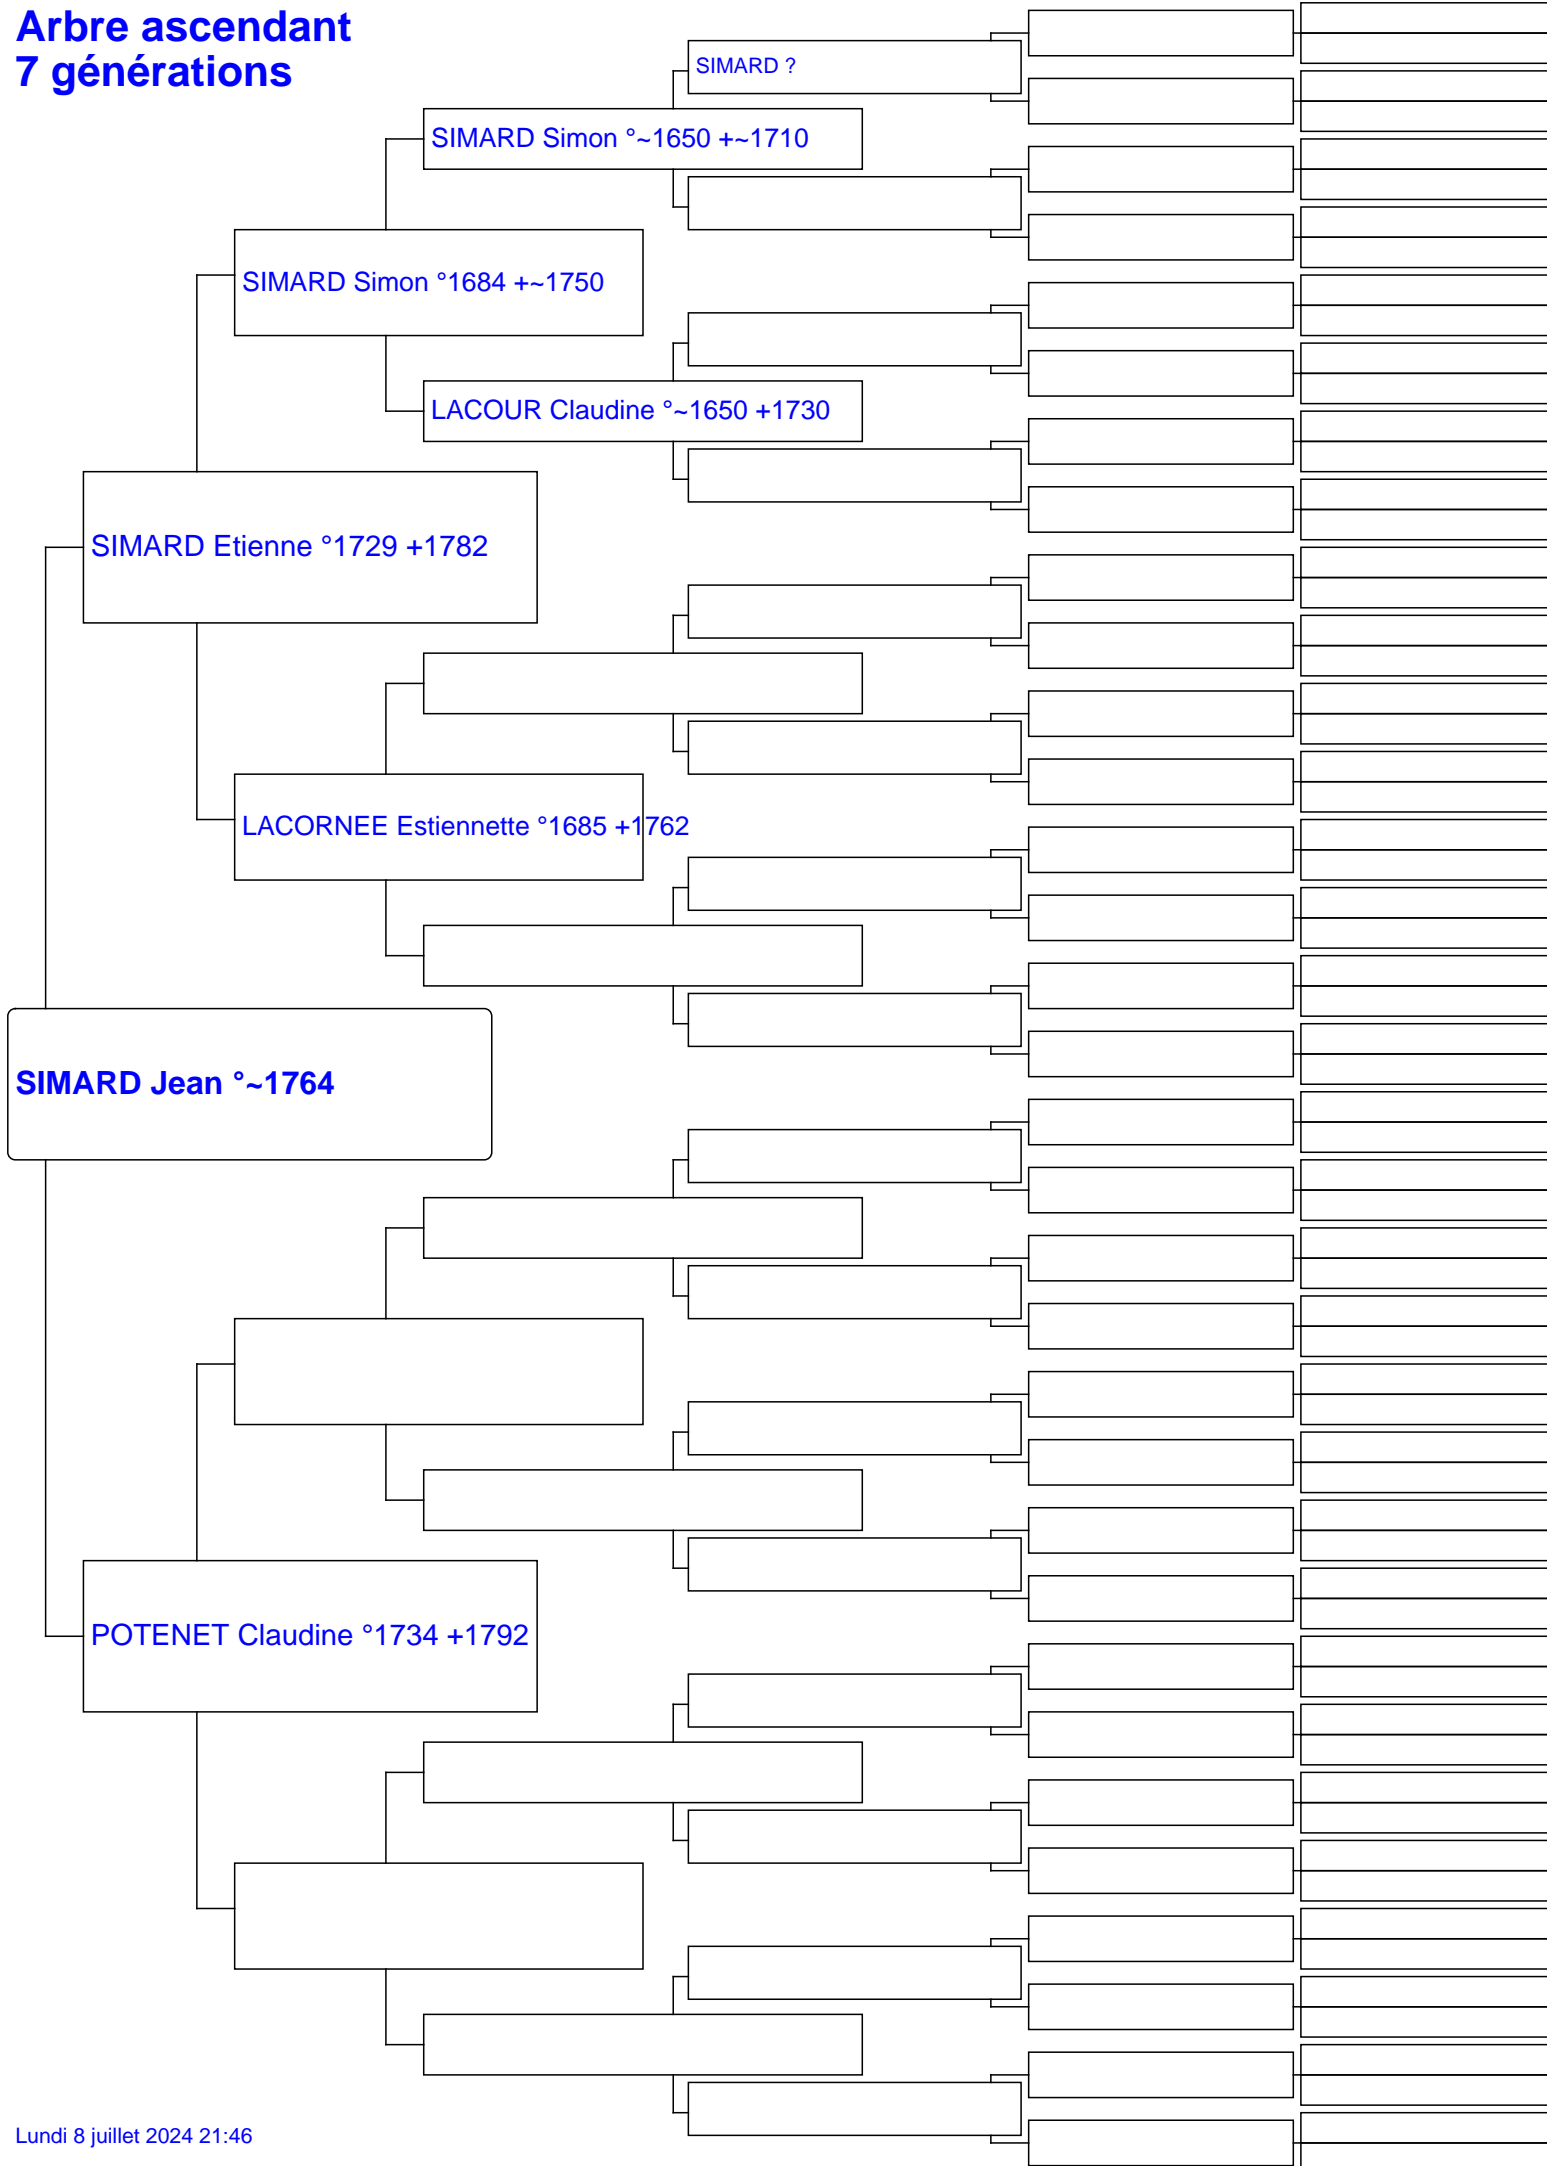 Arbre ascendant
7 générations
SIMARD ?
SIMARD Simon °~1650 +~1710
SIMARD Simon °1684 +~1750
LACOUR Claudine °~1650 +1730
SIMARD Etienne °1729 +1782
LACORNEE Estiennette °1685 +1762
SIMARD Jean °~1764
POTENET Claudine °1734 +1792
Lundi 8 juillet 2024 21:46